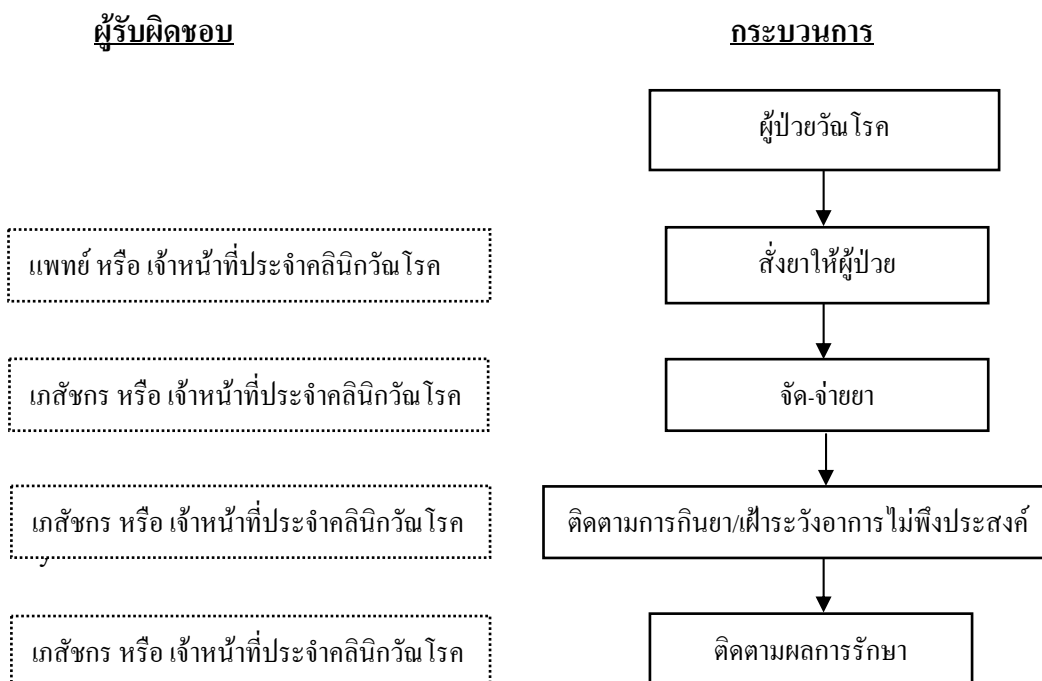 ผู้รับผิดชอบ กระบวนการ
ผู้ป่วยวัณโรค
แพทย์ หรือ เจ้าหน้าที่ประจำคลินิกวัณโรค สั่งยาให้ผู้ป่วย
เภสัชกร หรือ เจ้าหน้าที่ประจำคลินิกวัณโรค จัด-จ่ายยา
เภสัชกร หรือ เจ้าหน้าที่ประจำคลินิกวัณโรค ติดตามการกินยา/เฝ้าระวังอาการไม่พึงประสงค์
เภสัชกร หรือ เจ้าหน้าที่ประจำคลินิกวัณโรค ติดตามผลการรักษา